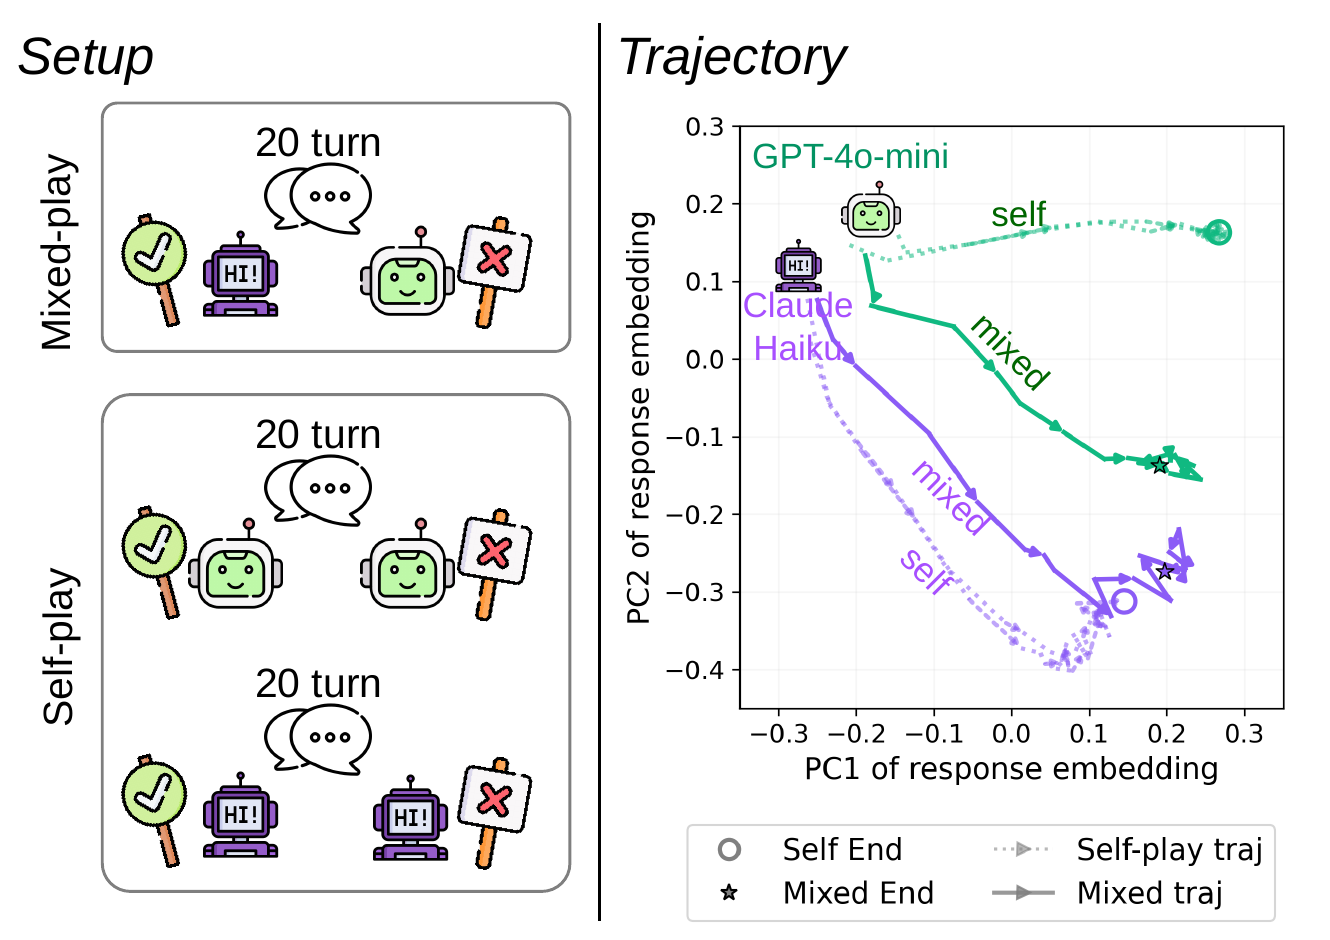 Setup
Mixed-play
20 turn
HI!
Self-play
20 turn
20 turn
HI!
HI!
Trajectory
PC2 of response embedding
0.3
0.2
0.1
0.0
−0.1
−0.2
−0.3
−0.4
GPT-4o-mini
self
HI!
Claude
Haiku
mixed
mixed
self
−0.3 −0.2 −0.1 0.0 0.1 0.2 0.3
PC1 of response embedding
Self End
Self-play traj
Mixed End
Mixed traj